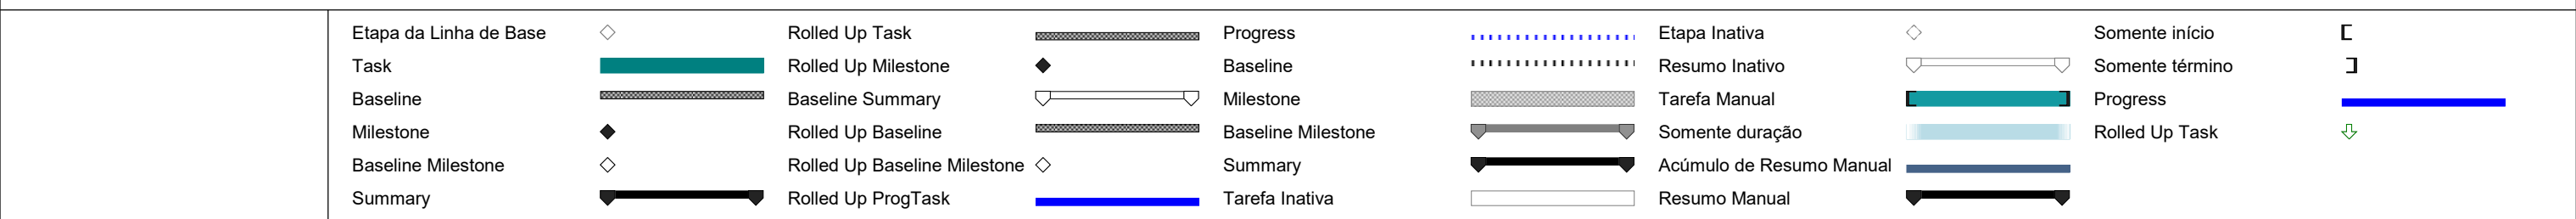 Etapa da Linha de Base
Task
Baseline
Milestone
Baseline Milestone
Summary
Rolled Up Task
Rolled Up Milestone
Baseline Summary
Rolled Up Baseline
Rolled Up Baseline Milestone
Rolled Up ProgTask
Progress
Baseline
Milestone
Baseline Milestone
Summary
Tarefa Inativa
Etapa Inativa
Resumo Inativo
Tarefa Manual
Somente duração
Acúmulo de Resumo Manual
Resumo Manual
Somente início
Somente término
Progress
Rolled Up Task